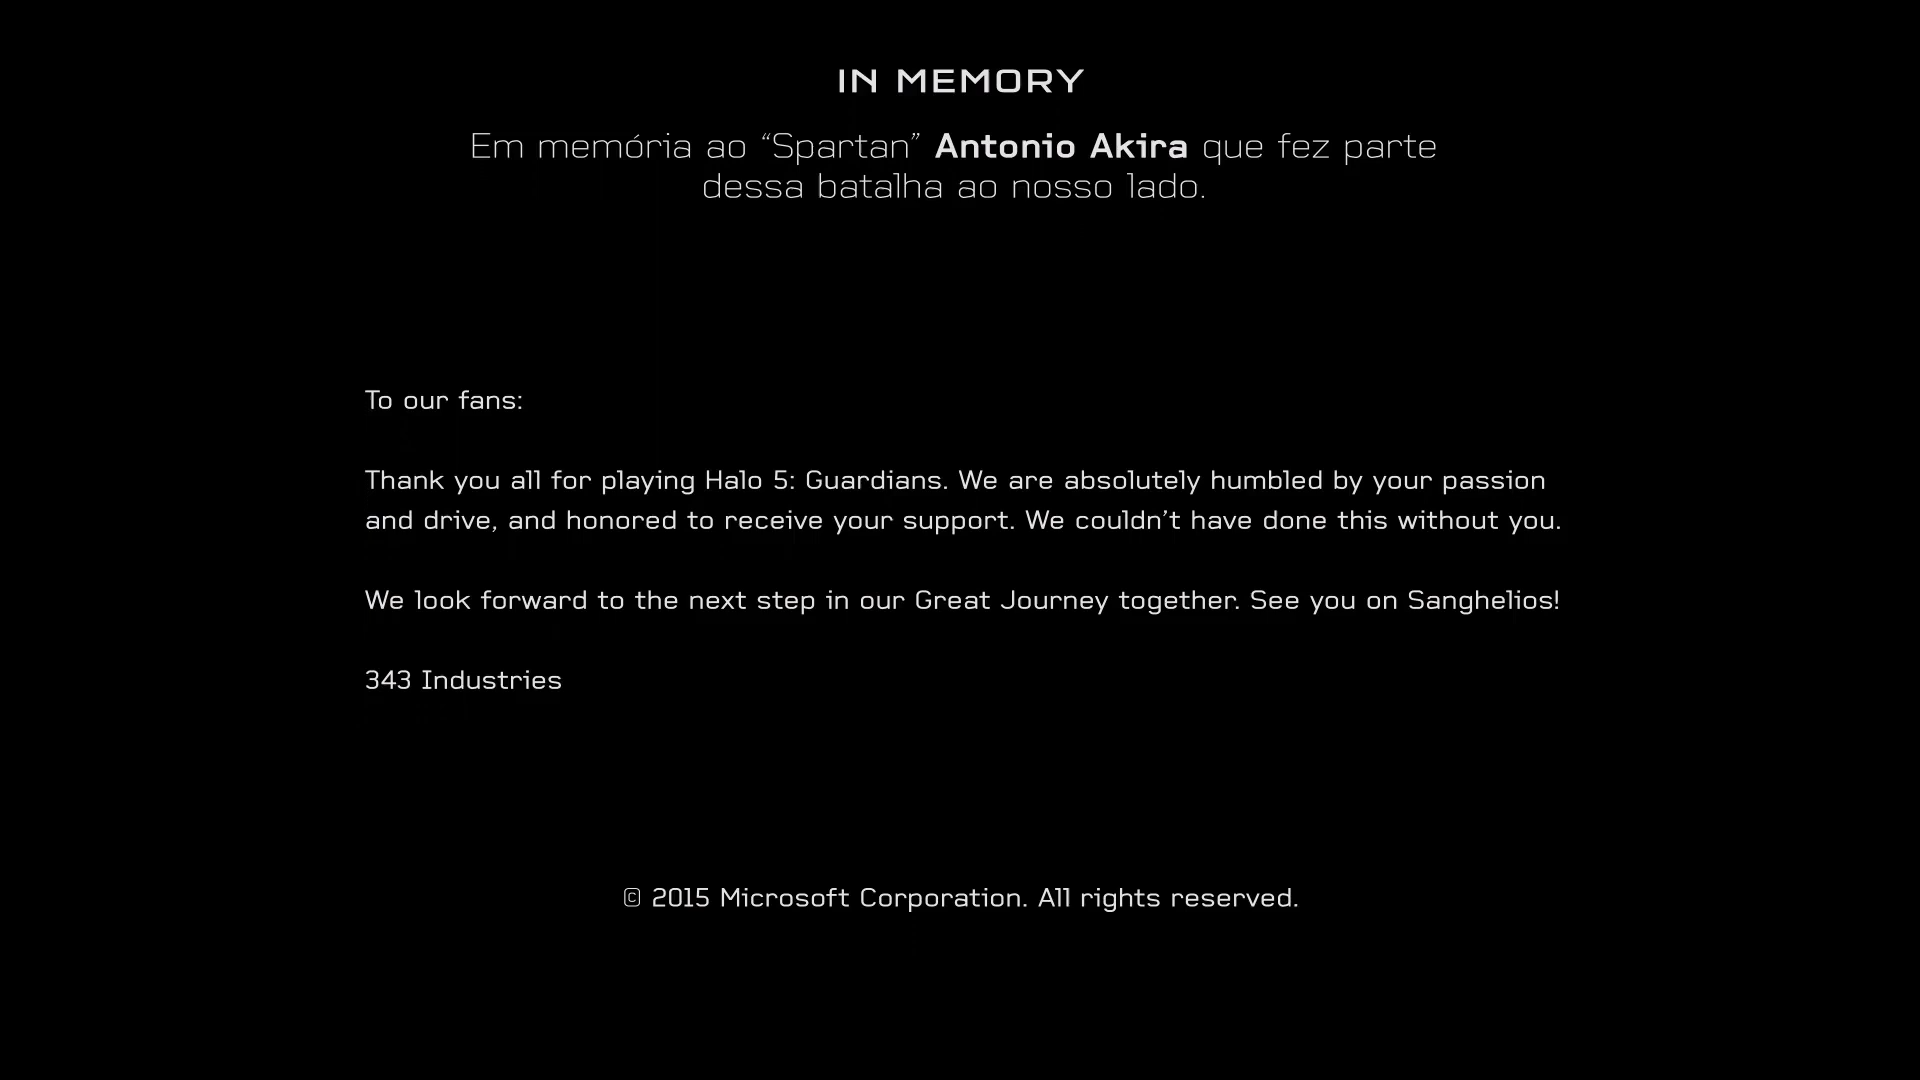 IN MEMORY
Em memória ao “Spartan” Antonio Akira que fez parte
dessa batalha ao nosso lado.
To our fans:
Thank you all for playing Halo 5: Guardians. We are absolutely humbled by your passion
and drive, and honored to receive your support. We couldn’t have done this without you.
We look forward to the next step in our Great Journey together. See you on Sanghelios!
343 Industries
© 2015 Microsoft Corporation. All rights reserved.